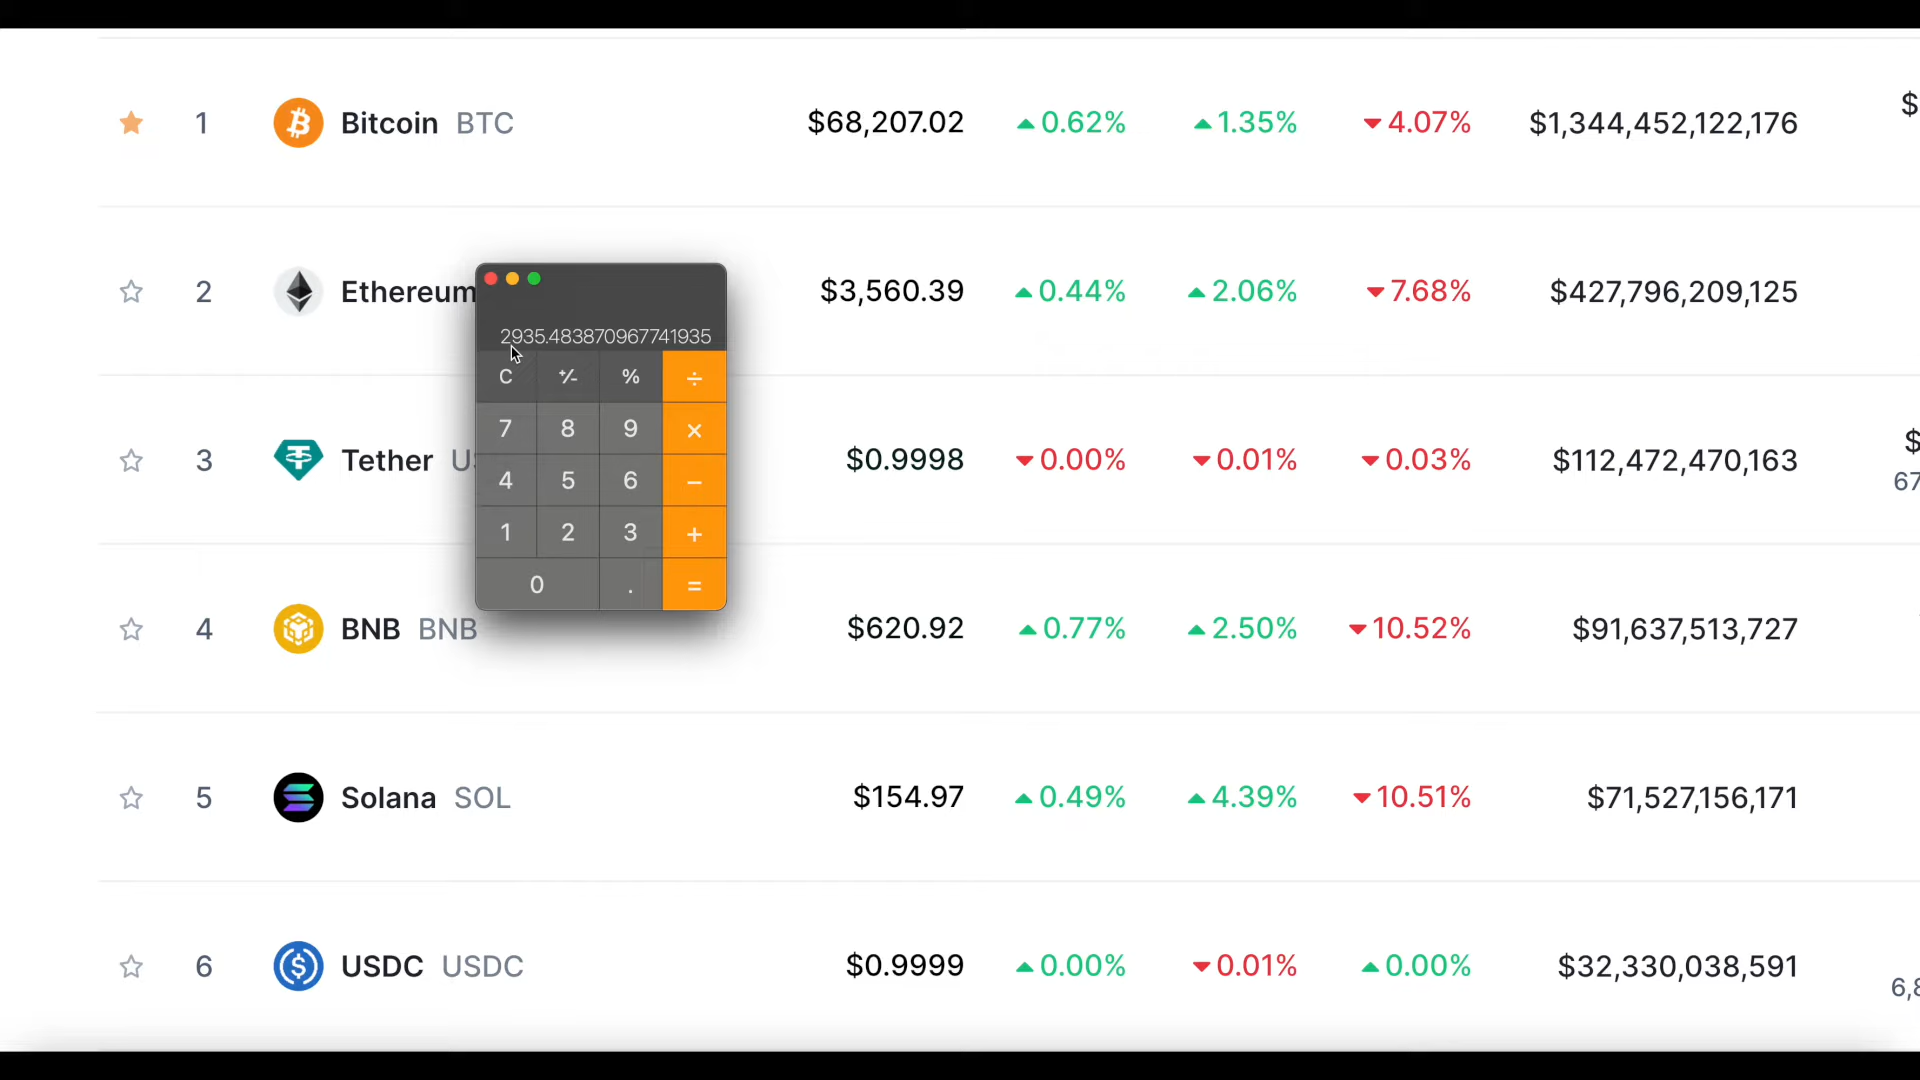 1 Bitcoin BTC $68,207.02 0.62% 1.35% 4.07% $1,344,452,122,176 $
2 Ethereum $3,560.39 0.44% 2.06% 7.68% $427,796,209,125
2935.483870967741935
C +/- % ÷
7 8 9 ×
4 5 6 −
1 2 3 +
0 . =
3 Tether $0.9998 0.00% 0.01% 0.03% $112,472,470,163 $
67
4 BNB BNB $620.92 0.77% 2.50% 10.52% $91,637,513,727
5 Solana SOL $154.97 0.49% 4.39% 10.51% $71,527,156,171
6 USDC USDC $0.9999 0.00% 0.01% 0.00% $32,330,038,591
6,8